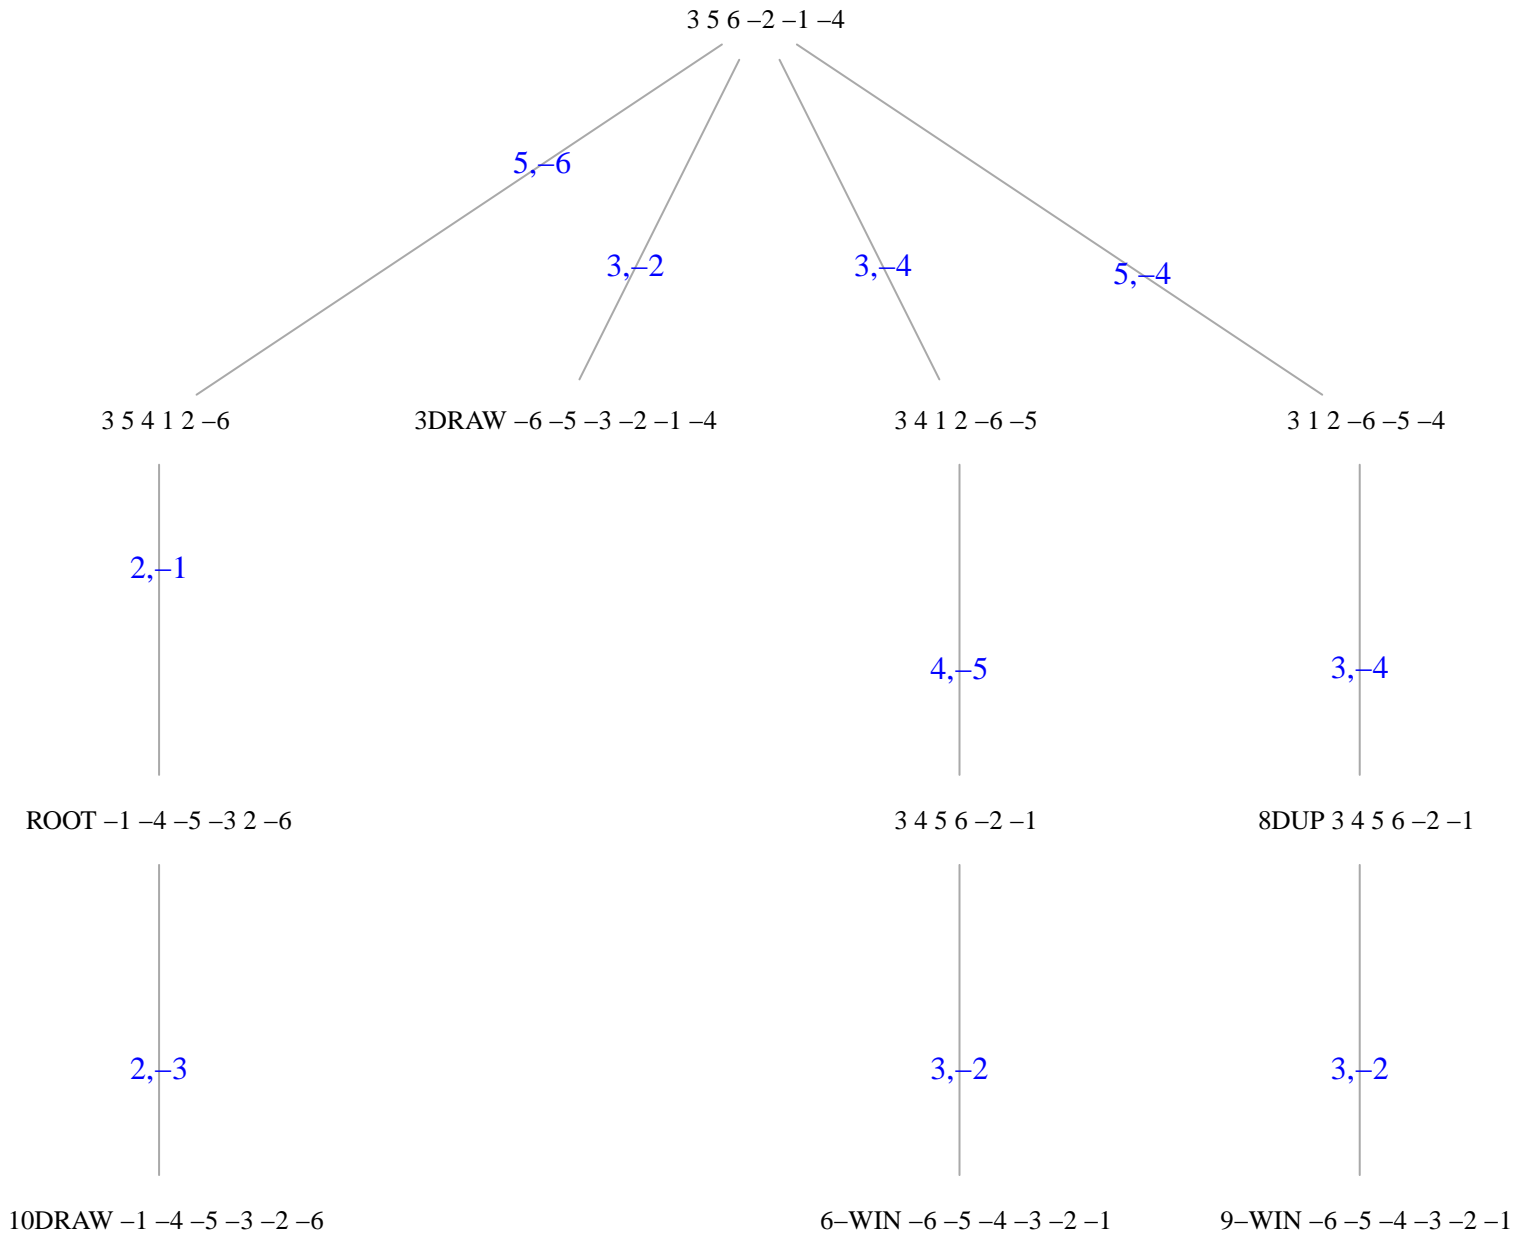 3 5 6 –2 –1 –4
5,–6
3,–2
3,–4
5,–4
3 5 4 1 2 –6
3DRAW –6 –5 –3 –2 –1 –4
3 4 1 2 –6 –5
3 1 2 –6 –5 –4
2,–1
4,–5
3,–4
ROOT –1 –4 –5 –3 2 –6
3 4 5 6 –2 –1
8DUP 3 4 5 6 –2 –1
2,–3
3,–2
3,–2
10DRAW –1 –4 –5 –3 –2 –6
6–WIN –6 –5 –4 –3 –2 –1
9–WIN –6 –5 –4 –3 –2 –1